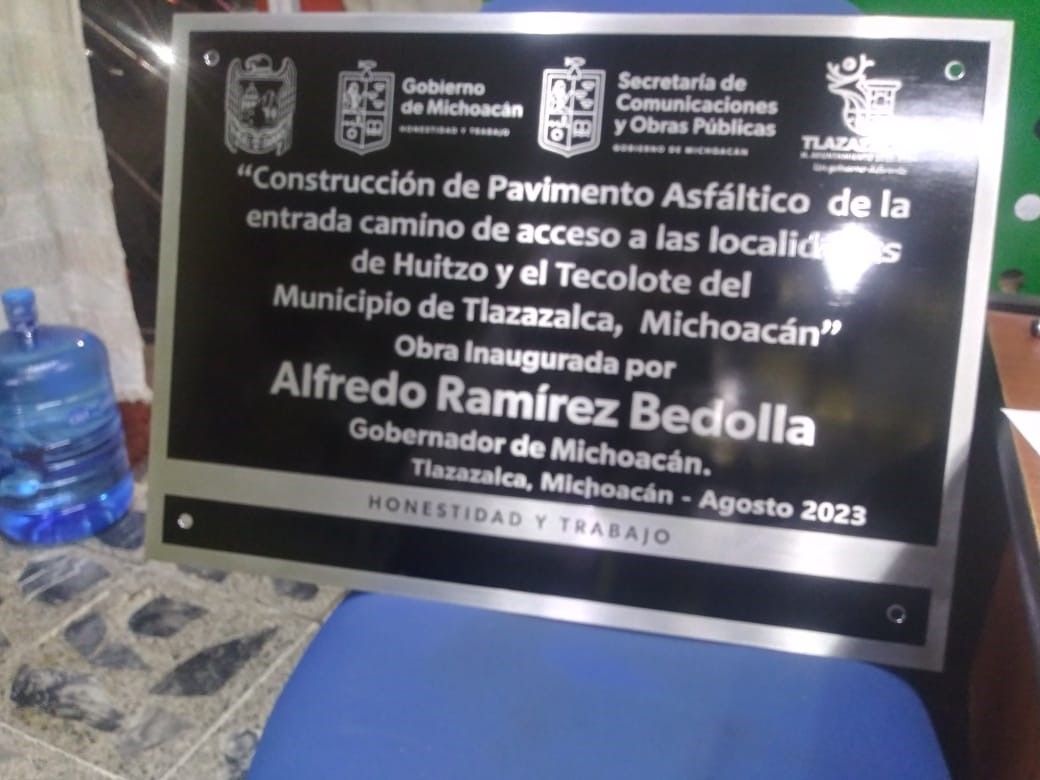 Gobierno
de Michoacán
HONESTIDAD Y TRABAJO
Secretaría de
Comunicaciones
y Obras Públicas
GOBIERNO DE MICHOACÁN
“Construcción de Pavimento Asfáltico de la
entrada camino de acceso a las localidades
de Huitzo y el Tecolote del
Municipio de Tlazazalca, Michoacán”
Obra Inaugurada por
Alfredo Ramírez Bedolla
Gobernador de Michoacán.
Tlazazalca, Michoacán - Agosto 2023
HONESTIDAD Y TRABAJO